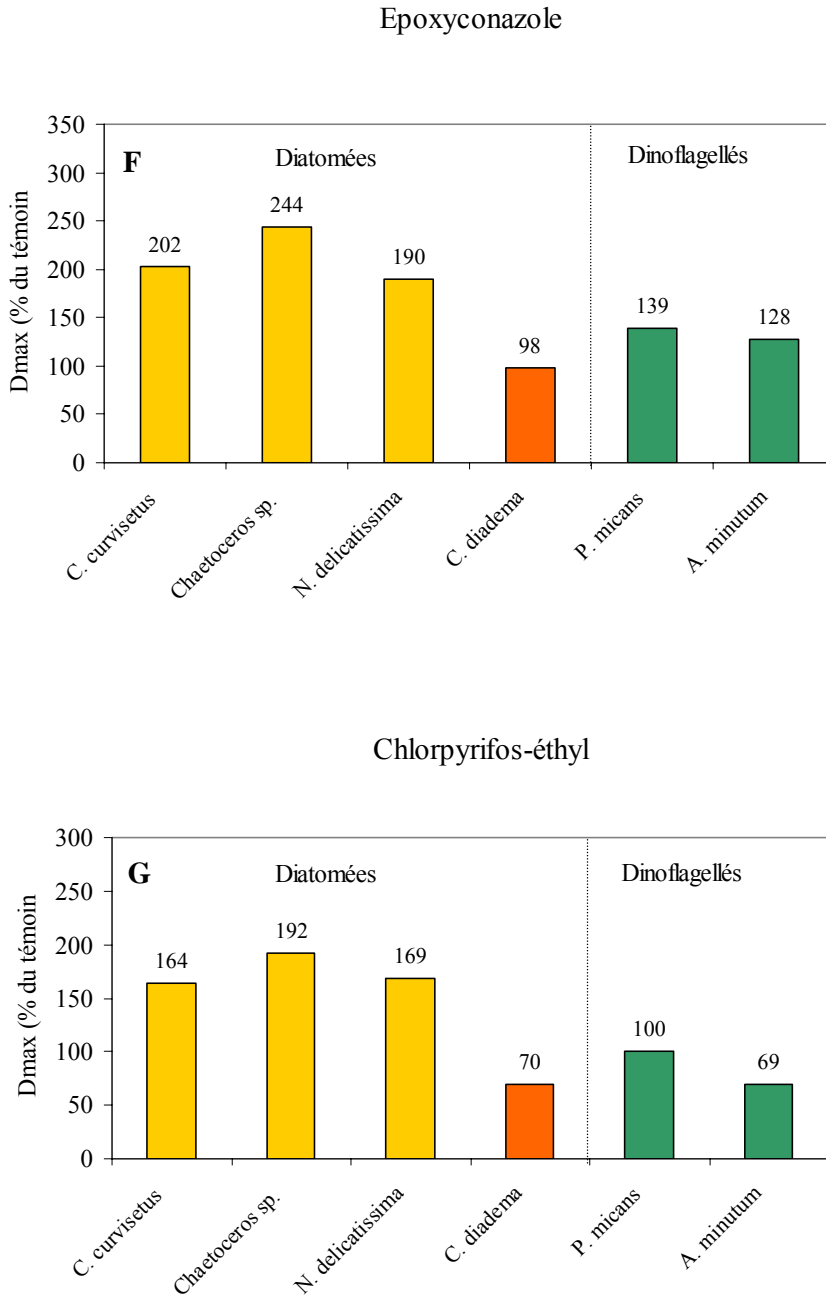 Epoxyconazole
Dmax (% du témoin
350
300
250
200
150
100
50
0
F
Diatomées
Dinoflagellés
202
244
190
98
139
128
C. curvisetus
Chaetoceros sp.
N. delicatissima
C. diadema
P. micans
A. minutum
Chlorpyrifos-éthyl
Dmax (% du témoin
300
250
200
150
100
50
0
G
Diatomées
Dinoflagellés
164
192
169
70
100
69
C. curvisetus
Chaetoceros sp.
N. delicatissima
C. diadema
P. micans
A. minutum